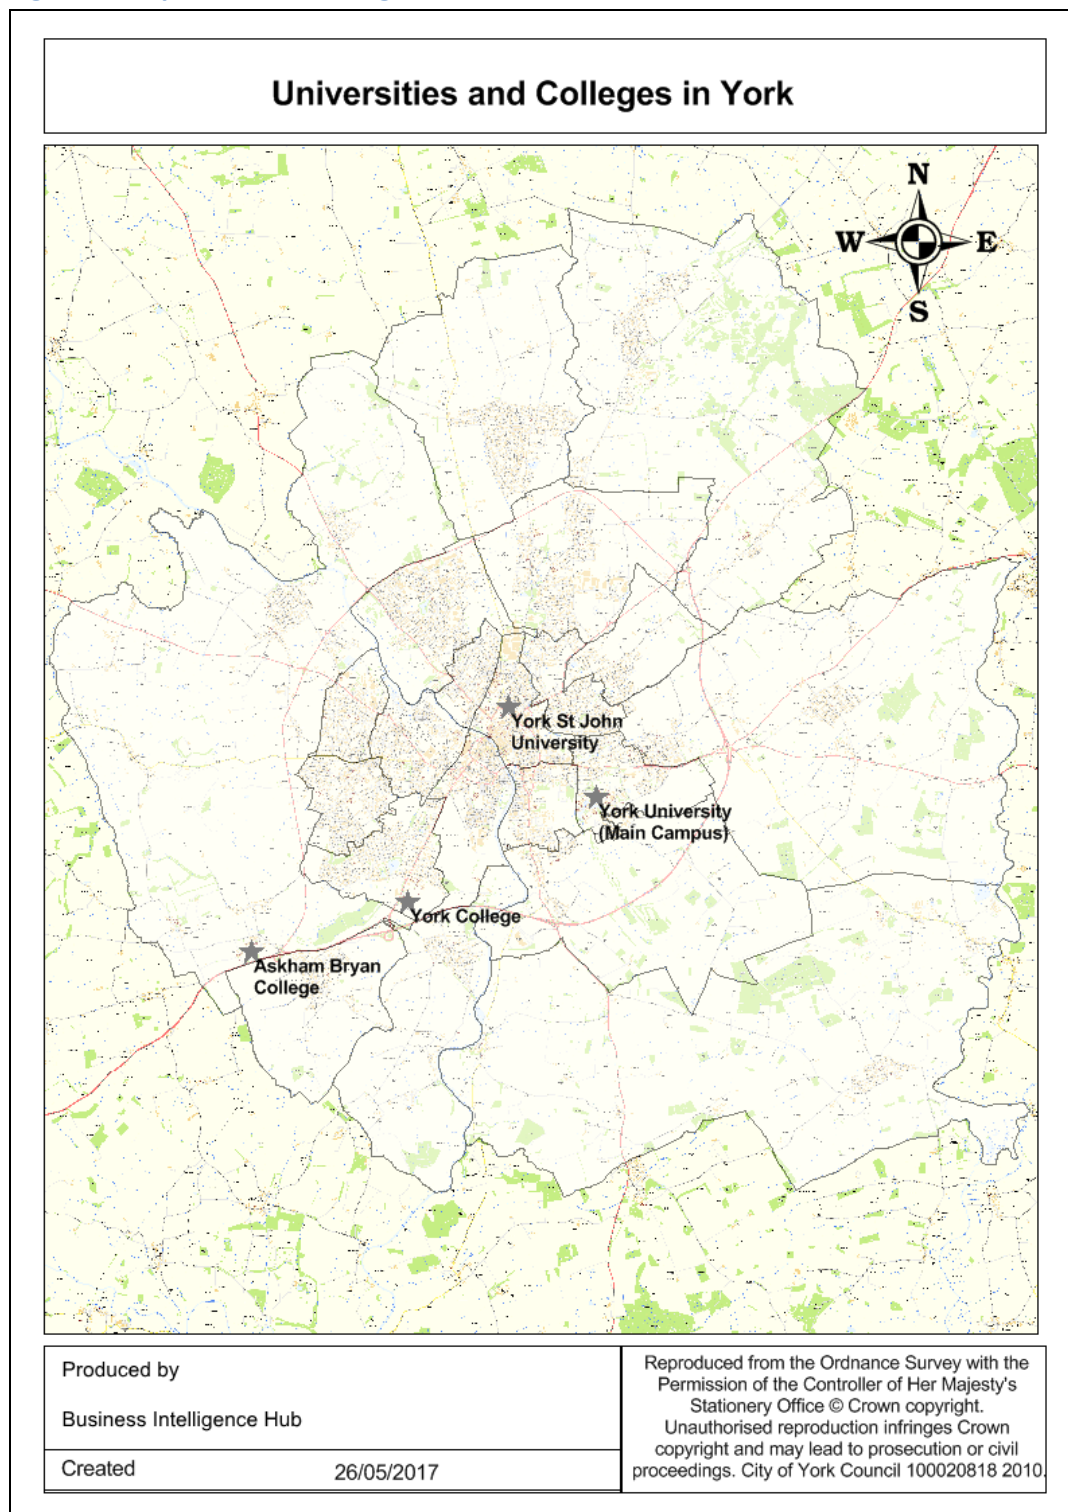 Universities and Colleges in York
N
W
E
S
York St John
University
York University
(Main Campus)
York College
Askham Bryan
College
Produced by
Business Intelligence Hub
Created
26/05/2017
Reproduced from the Ordnance Survey with the
Permission of the Controller of Her Majesty's
Stationery Office © Crown copyright.
Unauthorised reproduction infringes Crown
copyright and may lead to prosecution or civil
proceedings. City of York Council 100020818 2010.